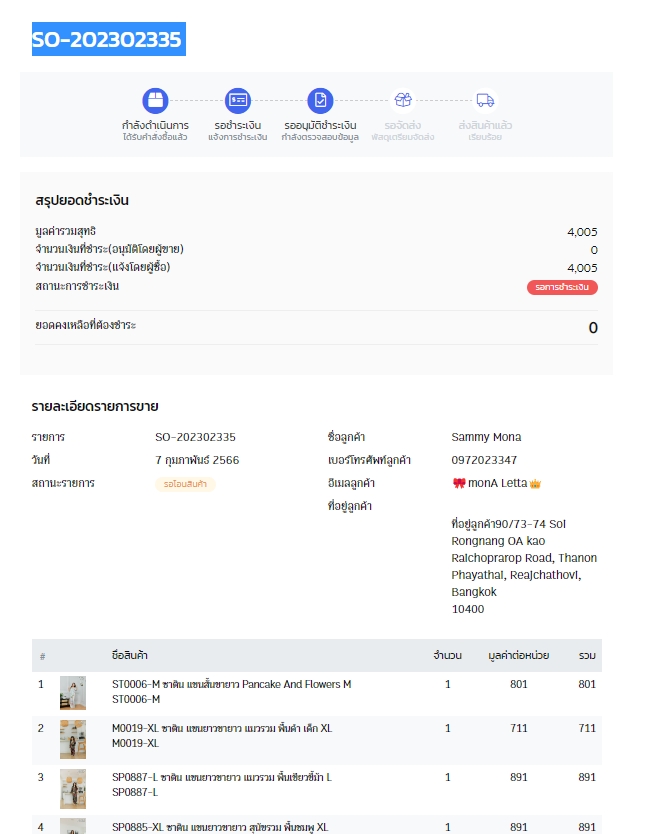 SO-202302335
กำลังดำเนินการ
ได้รับคำสั่งซื้อแล้ว
รอชำระเงิน
แจ้งการชำระเงิน
รออนุมัติชำระเงิน
กำลังตรวจสอบข้อมูล
รอจัดส่ง
พัสดุเตรียมจัดส่ง
ส่งสินค้าแล้ว
เรียบร้อย
สรุปยอดชำระเงิน
มูลค่ารวมสุทธิ 4,005
จำนวนเงินที่ชำระ(อนุมัติโดยผู้ขาย) 0
จำนวนเงินที่ชำระ(แจ้งโดยผู้ซื้อ) 4,005
สถานะการชำระเงิน รอการชำระเงิน
ยอดคงเหลือที่ต้องชำระ 0
รายละเอียดรายการขาย
รายการ SO-202302335
วันที่ 7 กุมภาพันธ์ 2566
สถานะรายการ รอโอนสินค้า
ชื่อลูกค้า Sammy Mona
เบอร์โทรศัพท์ลูกค้า 0972023347
อีเมลลูกค้า 🎀 monA Letta 👑
ที่อยู่ลูกค้า
ที่อยู่ลูกค้า90/73-74 Soi
Rongnang OA kao
Raichoprarop Road, Thanon
Phayathai, Reajchathovi,
Bangkok
10400
# ชื่อสินค้า จำนวน มูลค่าต่อหน่วย รวม
1 ST0006-M ซาติน แขนสั้นขายาว Pancake And Flowers M 1 801 801
ST0006-M
2 M0019-XL ซาติน แขนยาวขายาว แมวรวม พื้นดำ เด็ก XL 1 711 711
M0019-XL
3 SP0887-L ซาติน แขนยาวขายาว แมวรวม พื้นเขียวขี้ม้า L 1 891 891
SP0887-L
4 SP0885-XL ซาติน แขนยาวขายาว สุนัขรวม พื้นชมพู XL 1 891 891